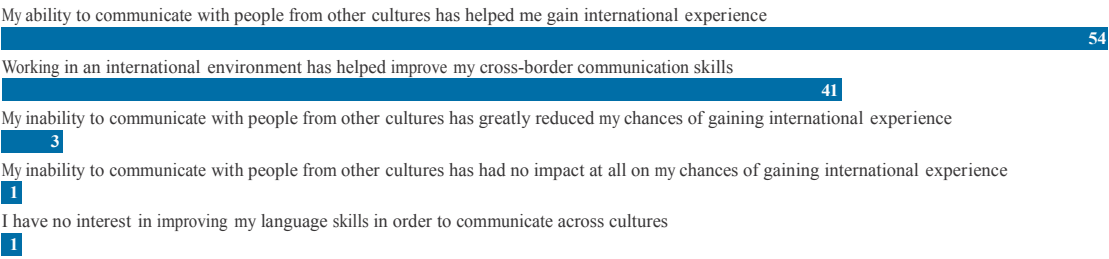 My ability to communicate with people from other cultures has helped me gain international experience
54
Working in an international environment has helped improve my cross-border communication skills
41
My inability to communicate with people from other cultures has greatly reduced my chances of gaining international experience
3
My inability to communicate with people from other cultures has had no impact at all on my chances of gaining international experience
1
I have no interest in improving my language skills in order to communicate across cultures
1